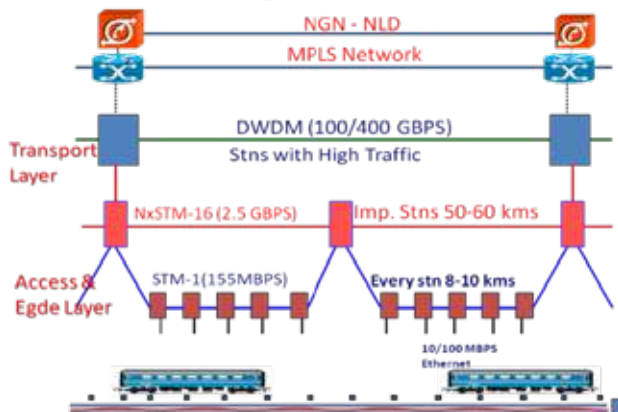 NGN - NLD
MPLS Network
DWDM (100/400 GBPS)
Transport
Layer
Stns with High Traffic
NxSTM-16 (2.5 GBPS)
Imp. Stns 50-60 kms
Access &
Egde Layer
STM-1(155MBPS)
Every stn 8-10 kms
10/100 MBPS
Ethernet